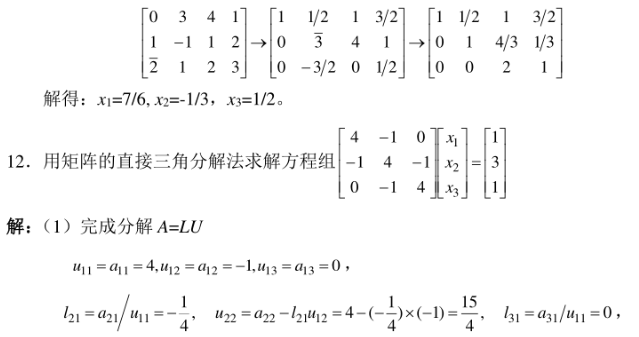 [0 3 4 1; 1 -1 1 2; 2̅ 1 2 3] → [1 1/2 1 3/2; 0 3̅ 4 1; 0 -3/2 0 1/2] → [1 1/2 1 3/2; 0 1 4/3 1/3; 0 0 2 1]
解得：x₁=7/6, x₂=-1/3，x₃=1/2。
12．用矩阵的直接三角分解法求解方程组 [4 -1 0; -1 4 -1; 0 -1 4][x₁; x₂; x₃] = [1; 3; 1]
解：（1）完成分解 A=LU
u₁₁ = a₁₁ = 4, u₁₂ = a₁₂ = −1, u₁₃ = a₁₃ = 0，
l₂₁ = a₂₁/u₁₁ = −1/4, u₂₂ = a₂₂ − l₂₁u₁₂ = 4 − (−1/4)×(−1) = 15/4, l₃₁ = a₃₁/u₁₁ = 0，